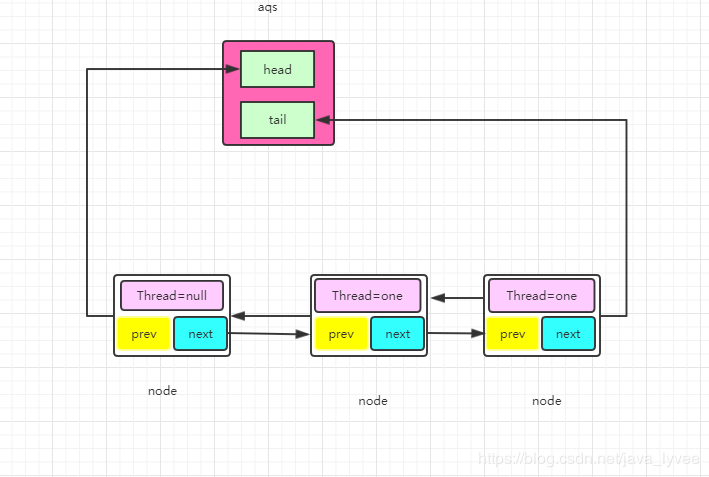 aqs
head
tail
Thread=null
prev next
node
Thread=one
prev next
node
Thread=one
prev next
node
https://blog.csdn.net/java_lyvee